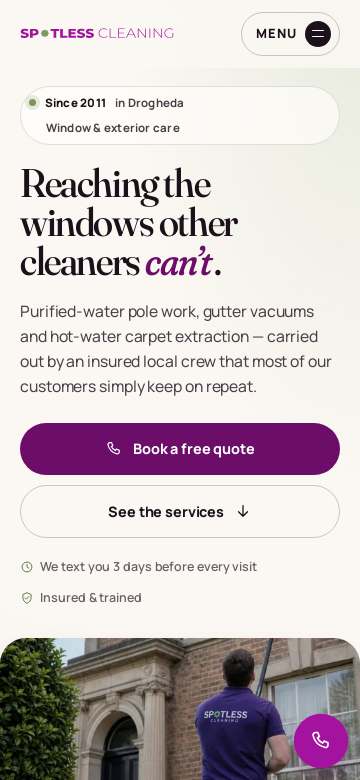 SPOTLESS CLEANING
MENU
Since 2011 in Drogheda
Window & exterior care
Reaching the
windows other
cleaners can't.
Purified-water pole work, gutter vacuums
and hot-water carpet extraction — carried
out by an insured local crew that most of our
customers simply keep on repeat.
Book a free quote
See the services ↓
We text you 3 days before every visit
Insured & trained
SPOTLESS
CLEANING